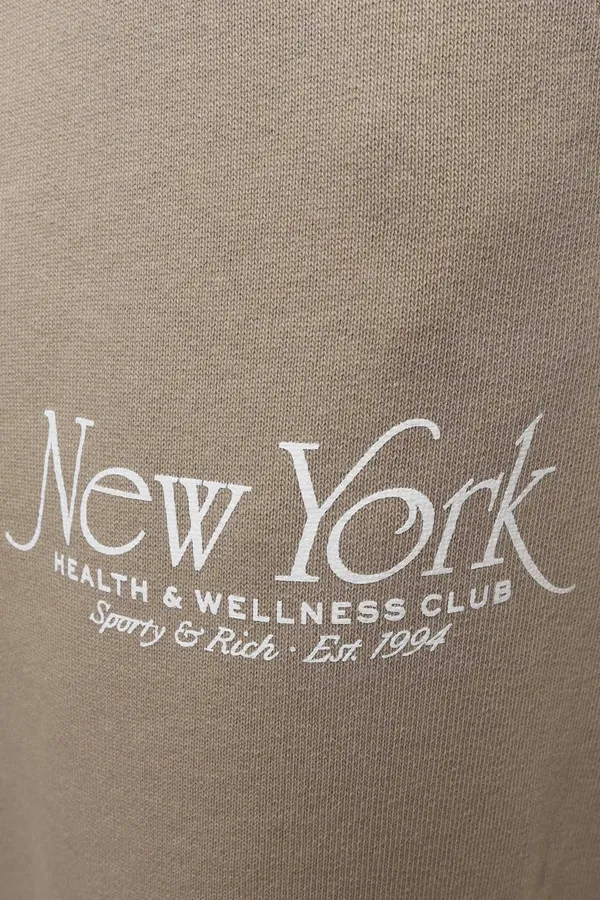 New York
HEALTH & WELLNESS CLUB
Sporty & Rich · Est. 1994